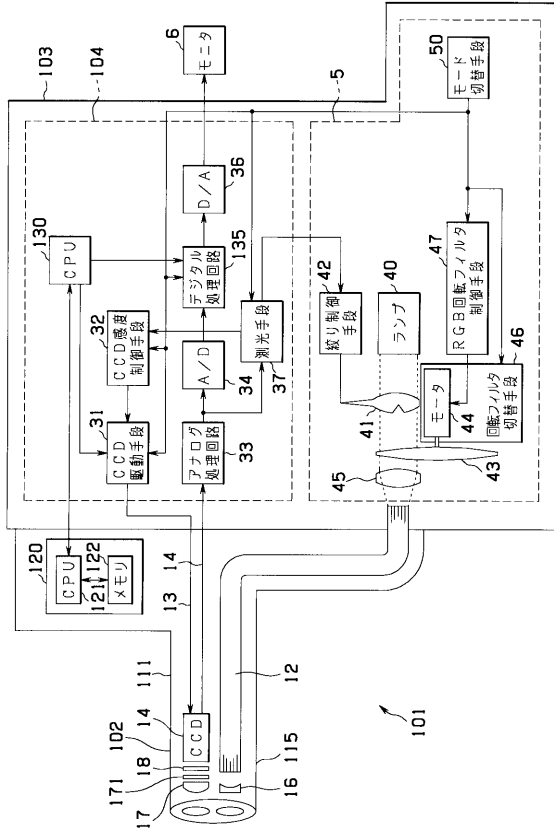 103
104
6
モニタ
130
CPU
32
CCD感度
制御手段
31
CCD
駆動手段
36
D/A
135
デジタル
処理回路
34
A/D
33
アナログ
処理回路
37
測光手段
5
50
モード
切替手段
42
絞り制御
手段
40
ランプ
47
RGB回転フィルタ
制御手段
41
44
モータ
46
回転フィルタ
切替手段
43
45
120
CPU
121
122
メモリ
13
14
12
111
102
14
CCD
18
171
17
16
115
101